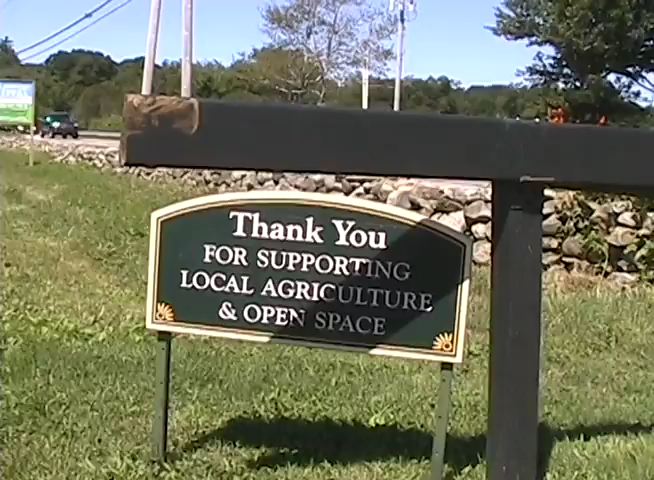 Thank You
FOR SUPPORTING
LOCAL AGRICULTURE
& OPEN SPACE